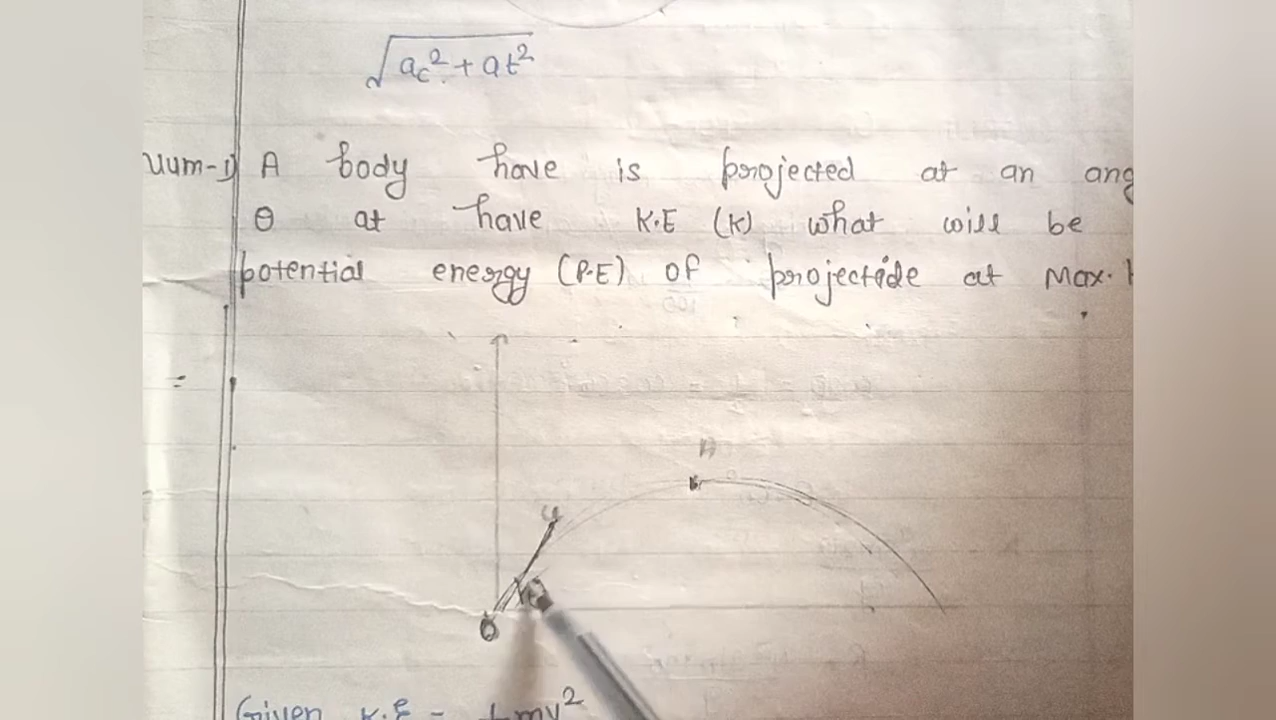 √ac² + at²
Num-1) A body have is projected at an ang
θ at have K.E (K) what will be
potential energy (P.E) of projectide at Max. H
A
u
θ
O
Given K.E = ½mv²